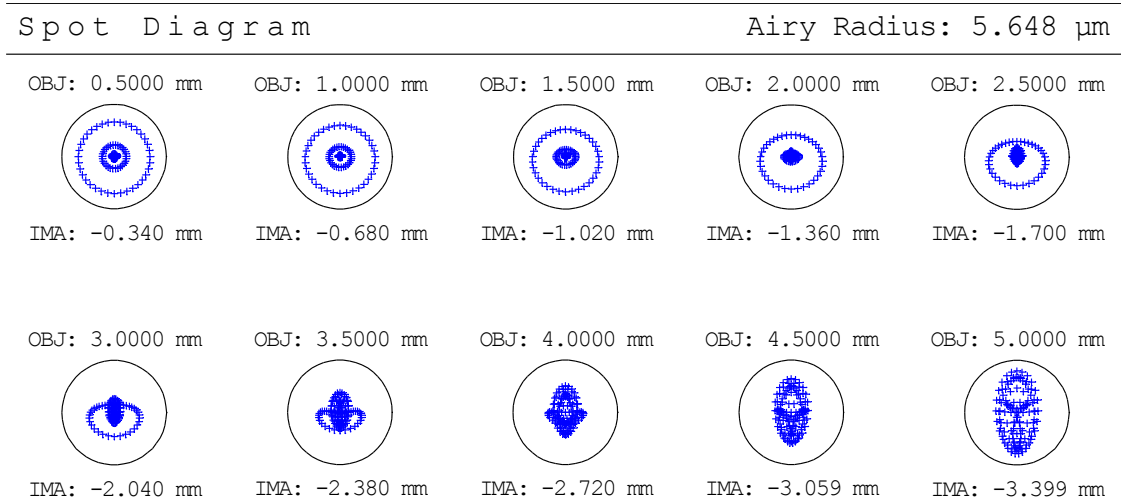 Spot Diagram
Airy Radius: 5.648 µm
OBJ: 0.5000 mm OBJ: 1.0000 mm OBJ: 1.5000 mm OBJ: 2.0000 mm OBJ: 2.5000 mm
IMA: -0.340 mm IMA: -0.680 mm IMA: -1.020 mm IMA: -1.360 mm IMA: -1.700 mm
OBJ: 3.0000 mm OBJ: 3.5000 mm OBJ: 4.0000 mm OBJ: 4.5000 mm OBJ: 5.0000 mm
IMA: -2.040 mm IMA: -2.380 mm IMA: -2.720 mm IMA: -3.059 mm IMA: -3.399 mm